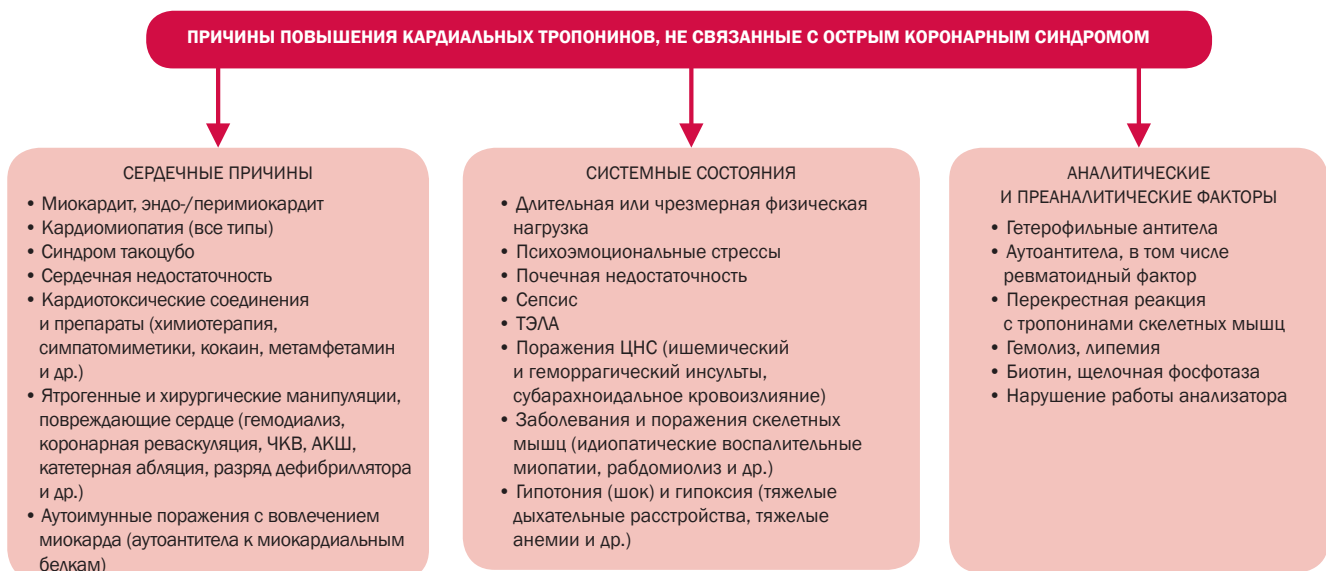 ПРИЧИНЫ ПОВЫШЕНИЯ КАРДИАЛЬНЫХ ТРОПОНИНОВ, НЕ СВЯЗАННЫЕ С ОСТРЫМ КОРОНАРНЫМ СИНДРОМОМ
СЕРДЕЧНЫЕ ПРИЧИНЫ
• Миокардит, эндо-/перимиокардит
• Кардиомиопатия (все типы)
• Синдром такоцубо
• Сердечная недостаточность
• Кардиотоксические соединения
и препараты (химиотерапия,
симпатомиметики, кокаин, метамфетамин
и др.)
• Ятрогенные и хирургические манипуляции,
повреждающие сердце (гемодиализ,
коронарная реваскуляция, ЧКВ, АКШ,
катетерная абляция, разряд дефибриллятора
и др.)
• Аутоимунные поражения с вовлечением
миокарда (аутоантитела к миокардиальным
белкам)
СИСТЕМНЫЕ СОСТОЯНИЯ
• Длительная или чрезмерная физическая
нагрузка
• Психоэмоциональные стрессы
• Почечная недостаточность
• Сепсис
• ТЭЛА
• Поражения ЦНС (ишемический
и геморрагический инсульты,
субарахноидальное кровоизлияние)
• Заболевания и поражения скелетных
мышц (идиопатические воспалительные
миопатии, рабдомиолиз и др.)
• Гипотония (шок) и гипоксия (тяжелые
дыхательные расстройства, тяжелые
анемии и др.)
АНАЛИТИЧЕСКИЕ
И ПРЕАНАЛИТИЧЕСКИЕ ФАКТОРЫ
• Гетерофильные антитела
• Аутоантитела, в том числе
ревматоидный фактор
• Перекрестная реакция
с тропонинами скелетных мышц
• Гемолиз, липемия
• Биотин, щелочная фосфотаза
• Нарушение работы анализатора